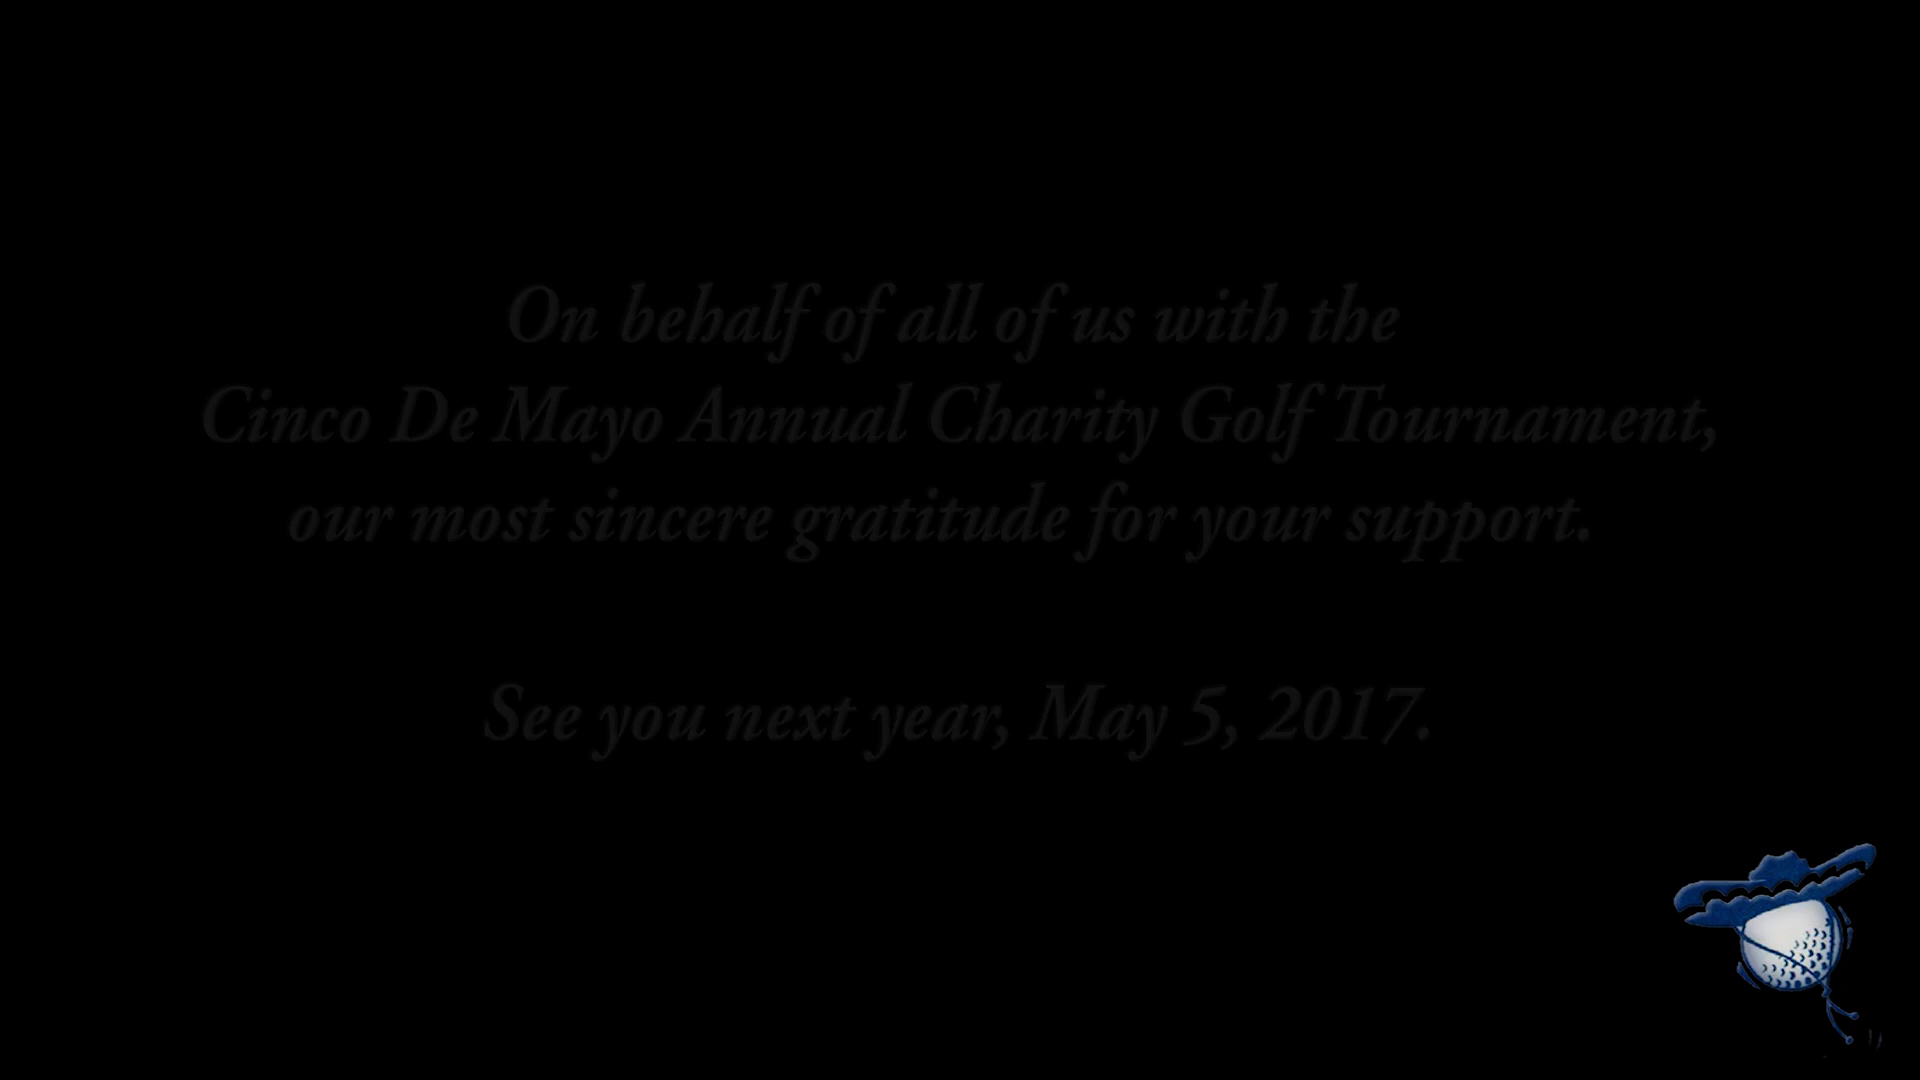 On behalf of all of us with the
Cinco De Mayo Annual Charity Golf Tournament,
our most sincere gratitude for your support.
See you next year, May 5, 2017.